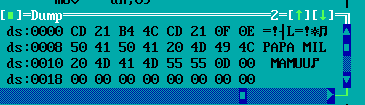 [■]=Dump 2=[↑][↓]
ds:0000 CD 21 B4 4C CD 21 0F 0E ═!┤L═!☼♫
ds:0008 50 41 50 41 20 4D 49 4C PAPA MIL
ds:0010 20 4D 41 4D 55 55 0D 00  MAMUU♪
ds:0018 00 00 00 00 00 00 00 00